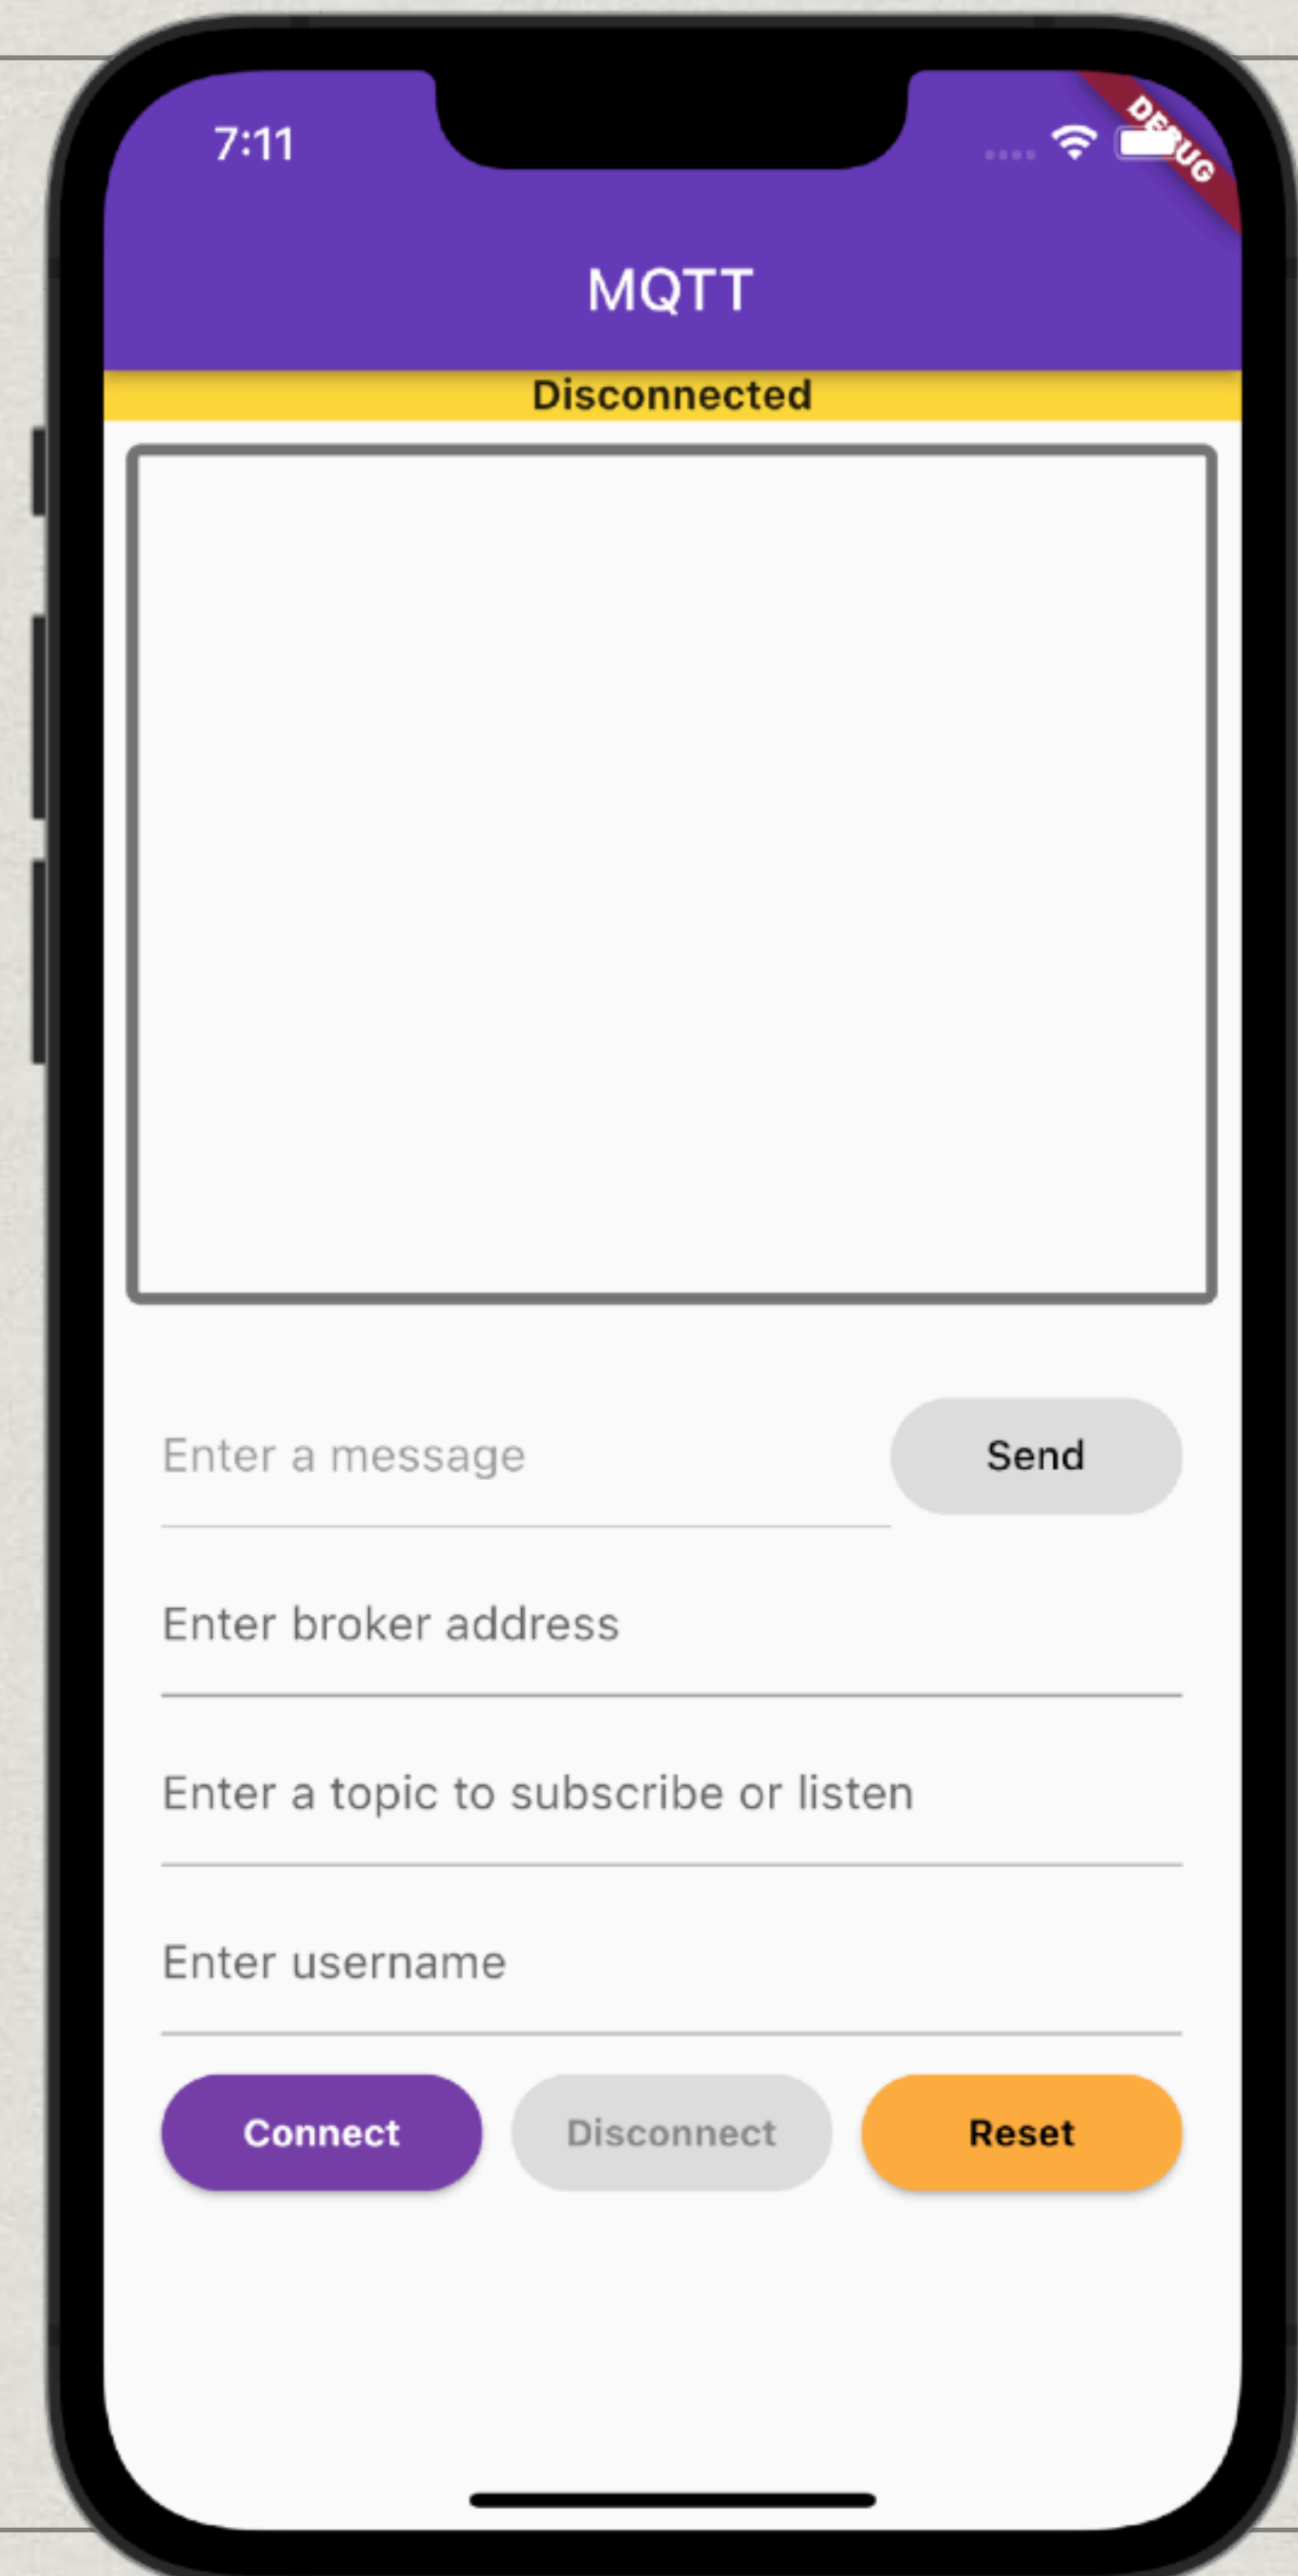 7:11
DEBUG
MQTT
Disconnected
Enter a message
Send
Enter broker address
Enter a topic to subscribe or listen
Enter username
Connect
Disconnect
Reset